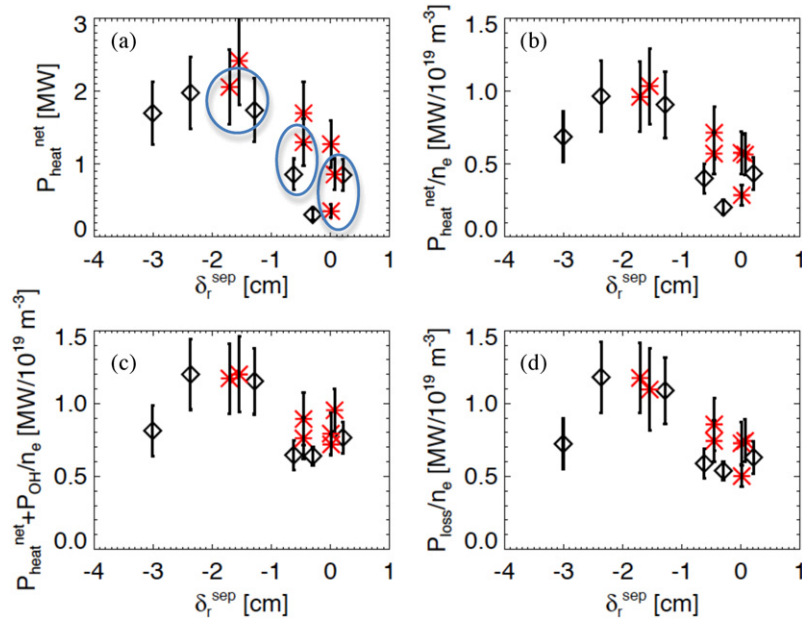 (a)
P_heat^net [MW]
3
2
1
0
-4 -3 -2 -1 0 1
δ_r^sep [cm]
(b)
P_heat^net/n_e [MW/10^19 m^-3]
1.5
1.0
0.5
0.0
-4 -3 -2 -1 0 1
δ_r^sep [cm]
(c)
P_heat^net+P_OH/n_e [MW/10^19 m^-3]
1.5
1.0
0.5
0.0
-4 -3 -2 -1 0 1
δ_r^sep [cm]
(d)
P_loss/n_e [MW/10^19 m^-3]
1.5
1.0
0.5
0.0
-4 -3 -2 -1 0 1
δ_r^sep [cm]